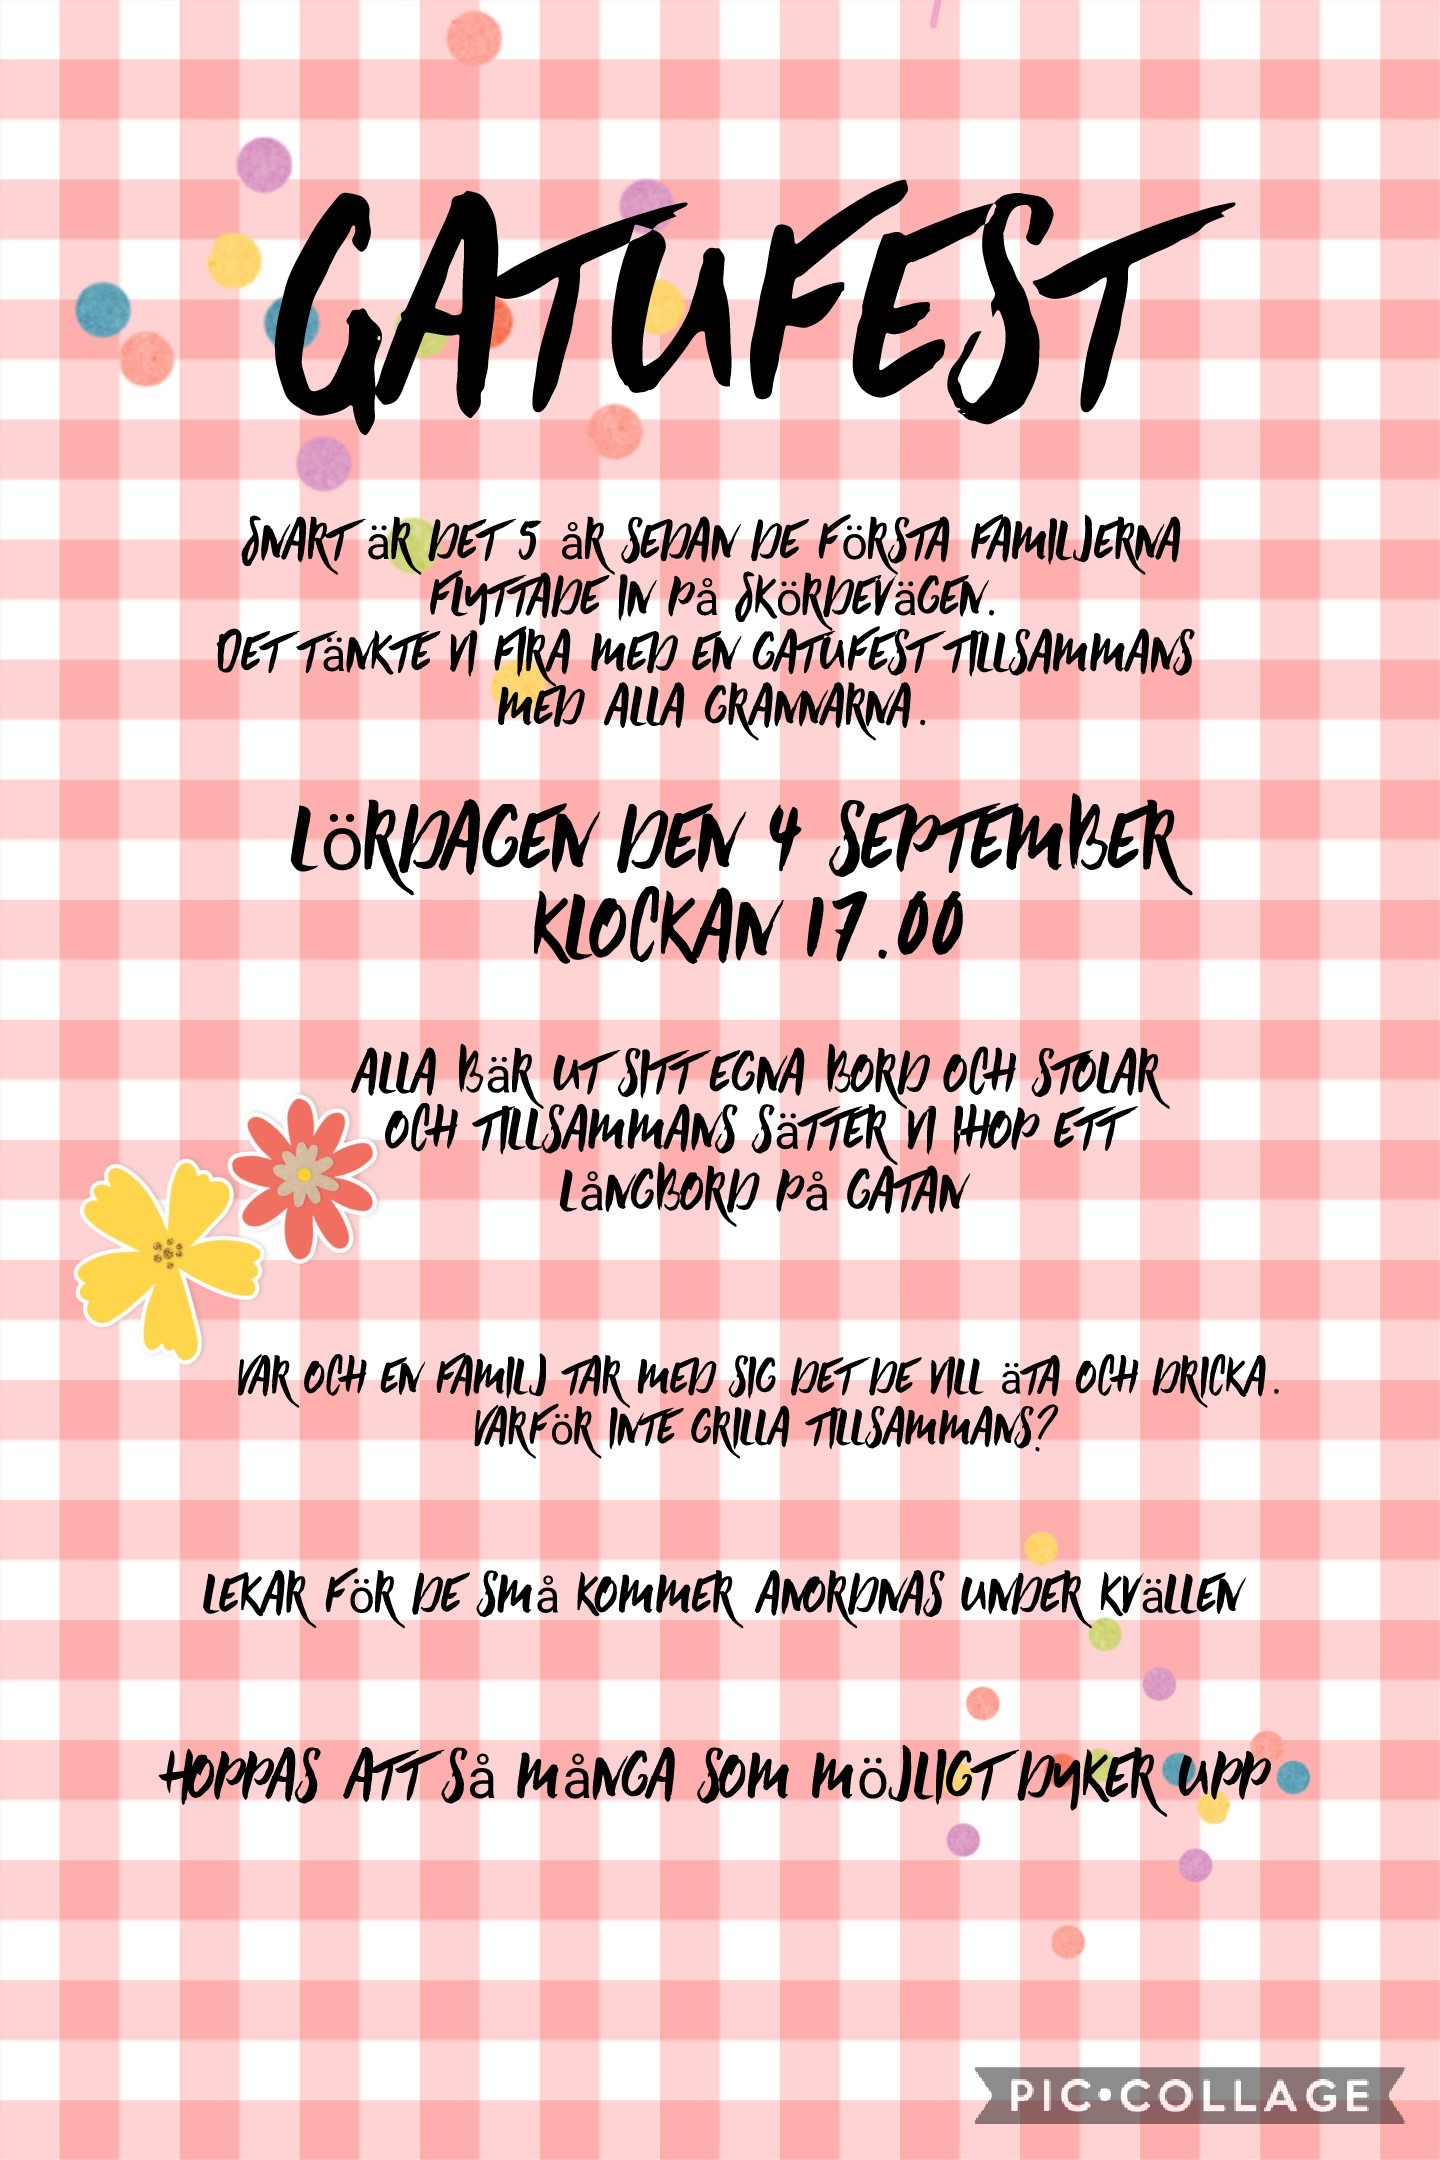 GATUFEST
SNART äR DET 5 åR SEDAN DE FöRSTA FAMILJERNA
FLYTTADE IN På SKöRDEVäGEN.
DET TäNKTE VI FIRA MED EN GATUFEST TILLSAMMANS
MED ALLA GRANNARNA.
LöRDAGEN DEN 4 SEPTEMBER
KLOCKAN 17.00
ALLA BäR UT SITT EGNA BORD OCH STOLAR
OCH TILLSAMMANS SäTTER VI IHOP ETT
LåNGBORD På GATAN
VAR OCH EN FAMILJ TAR MED SIG DET DE VILL äTA OCH DRICKA.
VARFöR INTE GRILLA TILLSAMMANS?
LEKAR FöR DE SMå KOMMER ANORDNAS UNDER KVäLLEN
HOPPAS ATT Så MåNGA SOM MöJLIGT DYKER UPP
PIC•COLLAGE